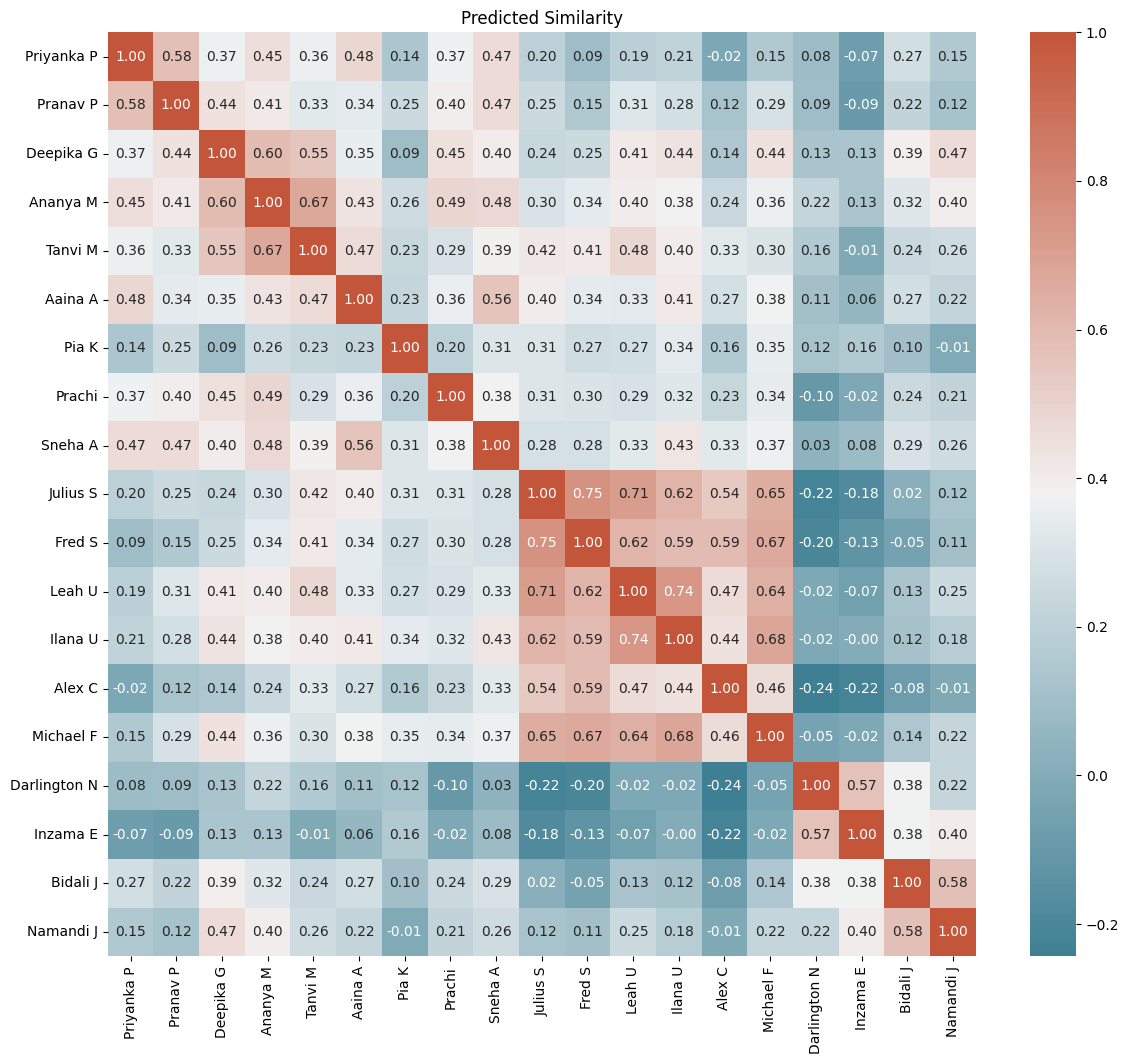 Predicted Similarity
Priyanka P 1.00 0.58 0.37 0.45 0.36 0.48 0.14 0.37 0.47 0.20 0.09 0.19 0.21 -0.02 0.15 0.08 -0.07 0.27 0.15
Pranav P 0.58 1.00 0.44 0.41 0.33 0.34 0.25 0.40 0.47 0.25 0.15 0.31 0.28 0.12 0.29 0.09 -0.09 0.22 0.12
Deepika G 0.37 0.44 1.00 0.60 0.55 0.35 0.09 0.45 0.40 0.24 0.25 0.41 0.44 0.14 0.44 0.13 0.13 0.39 0.47
Ananya M 0.45 0.41 0.60 1.00 0.67 0.43 0.26 0.49 0.48 0.30 0.34 0.40 0.38 0.24 0.36 0.22 0.13 0.32 0.40
Tanvi M 0.36 0.33 0.55 0.67 1.00 0.47 0.23 0.29 0.39 0.42 0.41 0.48 0.40 0.33 0.30 0.16 -0.01 0.24 0.26
Aaina A 0.48 0.34 0.35 0.43 0.47 1.00 0.23 0.36 0.56 0.40 0.34 0.33 0.41 0.27 0.38 0.11 0.06 0.27 0.22
Pia K 0.14 0.25 0.09 0.26 0.23 0.23 1.00 0.20 0.31 0.31 0.27 0.27 0.34 0.16 0.35 0.12 0.16 0.10 -0.01
Prachi 0.37 0.40 0.45 0.49 0.29 0.36 0.20 1.00 0.38 0.31 0.30 0.29 0.32 0.23 0.34 -0.10 -0.02 0.24 0.21
Sneha A 0.47 0.47 0.40 0.48 0.39 0.56 0.31 0.38 1.00 0.28 0.28 0.33 0.43 0.33 0.37 0.03 0.08 0.29 0.26
Julius S 0.20 0.25 0.24 0.30 0.42 0.40 0.31 0.31 0.28 1.00 0.75 0.71 0.62 0.54 0.65 -0.22 -0.18 0.02 0.12
Fred S 0.09 0.15 0.25 0.34 0.41 0.34 0.27 0.30 0.28 0.75 1.00 0.62 0.59 0.59 0.67 -0.20 -0.13 -0.05 0.11
Leah U 0.19 0.31 0.41 0.40 0.48 0.33 0.27 0.29 0.33 0.71 0.62 1.00 0.74 0.47 0.64 -0.02 -0.07 0.13 0.25
Ilana U 0.21 0.28 0.44 0.38 0.40 0.41 0.34 0.32 0.43 0.62 0.59 0.74 1.00 0.44 0.68 -0.02 -0.00 0.12 0.18
Alex C -0.02 0.12 0.14 0.24 0.33 0.27 0.16 0.23 0.33 0.54 0.59 0.47 0.44 1.00 0.46 -0.24 -0.22 -0.08 -0.01
Michael F 0.15 0.29 0.44 0.36 0.30 0.38 0.35 0.34 0.37 0.65 0.67 0.64 0.68 0.46 1.00 -0.05 -0.02 0.14 0.22
Darlington N 0.08 0.09 0.13 0.22 0.16 0.11 0.12 -0.10 0.03 -0.22 -0.20 -0.02 -0.02 -0.24 -0.05 1.00 0.57 0.38 0.22
Inzama E -0.07 -0.09 0.13 0.13 -0.01 0.06 0.16 -0.02 0.08 -0.18 -0.13 -0.07 -0.00 -0.22 -0.02 0.57 1.00 0.38 0.40
Bidali J 0.27 0.22 0.39 0.32 0.24 0.27 0.10 0.24 0.29 0.02 -0.05 0.13 0.12 -0.08 0.14 0.38 0.38 1.00 0.58
Namandi J 0.15 0.12 0.47 0.40 0.26 0.22 -0.01 0.21 0.26 0.12 0.11 0.25 0.18 -0.01 0.22 0.22 0.40 0.58 1.00
Priyanka P Pranav P Deepika G Ananya M Tanvi M Aaina A Pia K Prachi Sneha A Julius S Fred S Leah U Ilana U Alex C Michael F Darlington N Inzama E Bidali J Namandi J
1.0
0.8
0.6
0.4
0.2
0.0
−0.2